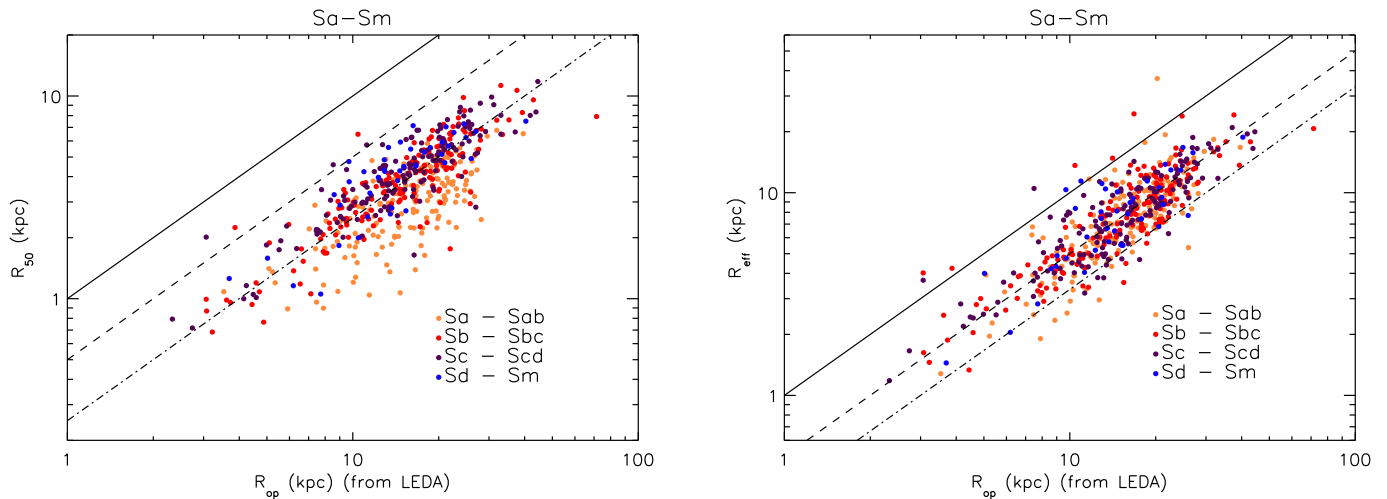 Sa–Sm
10
1
R50 (kpc)
Sa – Sab
Sb – Sbc
Sc – Scd
Sd – Sm
1
10
100
Rop (kpc) (from LEDA)
Sa–Sm
10
1
Reff (kpc)
Sa – Sab
Sb – Sbc
Sc – Scd
Sd – Sm
1
10
100
Rop (kpc) (from LEDA)